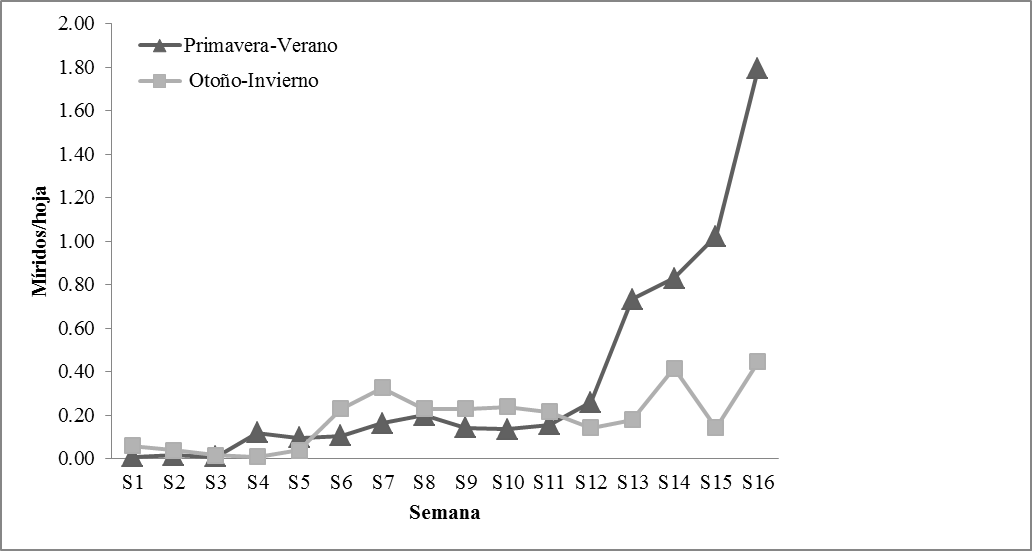 2.00
1.80
1.60
1.40
1.20
1.00
0.80
0.60
0.40
0.20
0.00
Míridos/hoja
Primavera-Verano
Otoño-Invierno
S1 S2 S3 S4 S5 S6 S7 S8 S9 S10 S11 S12 S13 S14 S15 S16
Semana